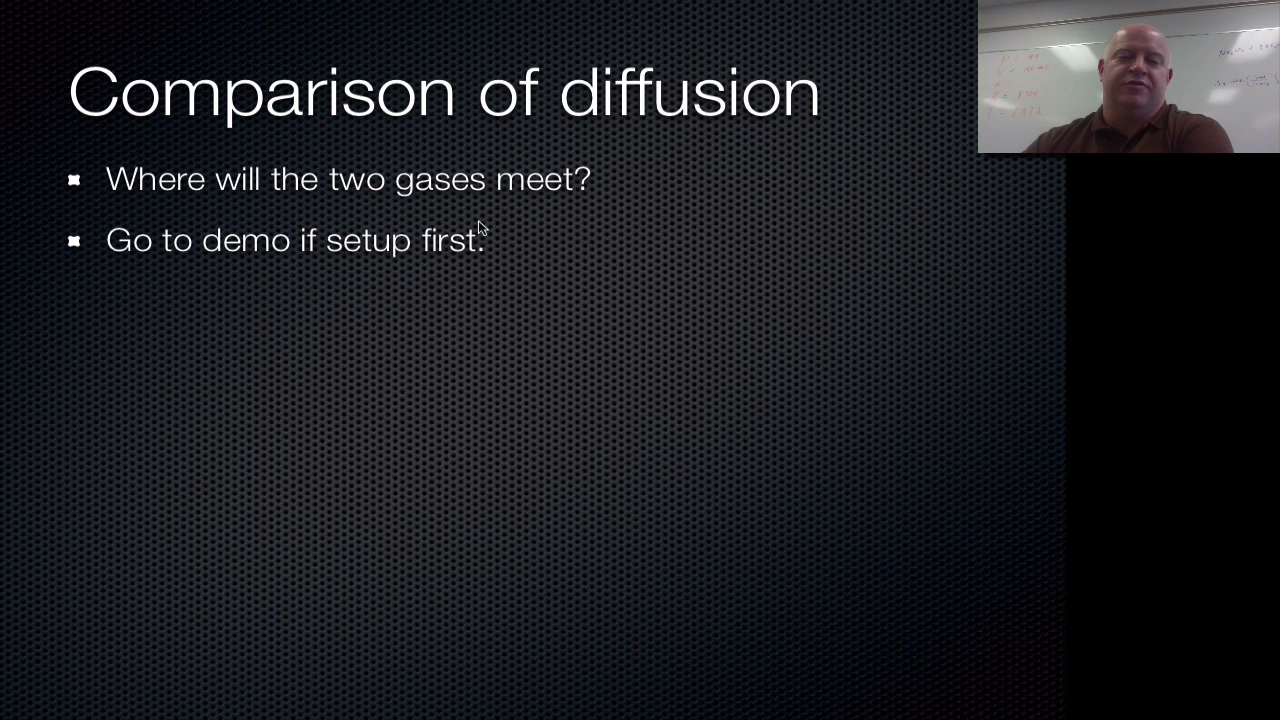 Comparison of diffusion
Where will the two gases meet?
Go to demo if setup first.